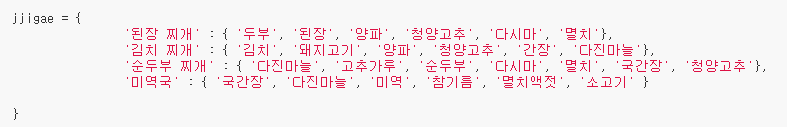 jjigae = {
'된장 찌개' : { '두부', '된장', '양파', '청양고추', '다시마', '멸치'},
'김치 찌개' : { '김치', '돼지고기', '양파', '청양고추', '간장', '다진마늘'},
'순두부 찌개' : { '다진마늘', '고추가루', '순두부', '다시마', '멸치', '국간장', '청양고추'},
'미역국' : { '국간장', '다진마늘', '미역', '참기름', '멸치액젓', '소고기' }
}